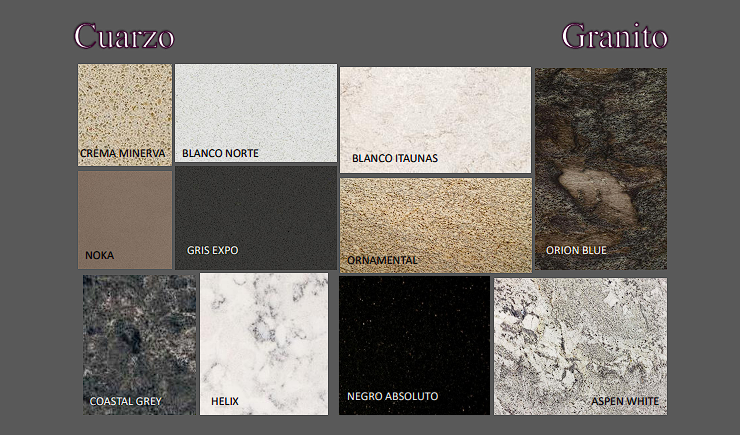 Cuarzo
Granito
CREMA MINERVA
BLANCO NORTE
BLANCO ITAUNAS
NOKA
GRIS EXPO
ORNAMENTAL
ORION BLUE
COASTAL GREY
HELIX
NEGRO ABSOLUTO
ASPEN WHITE